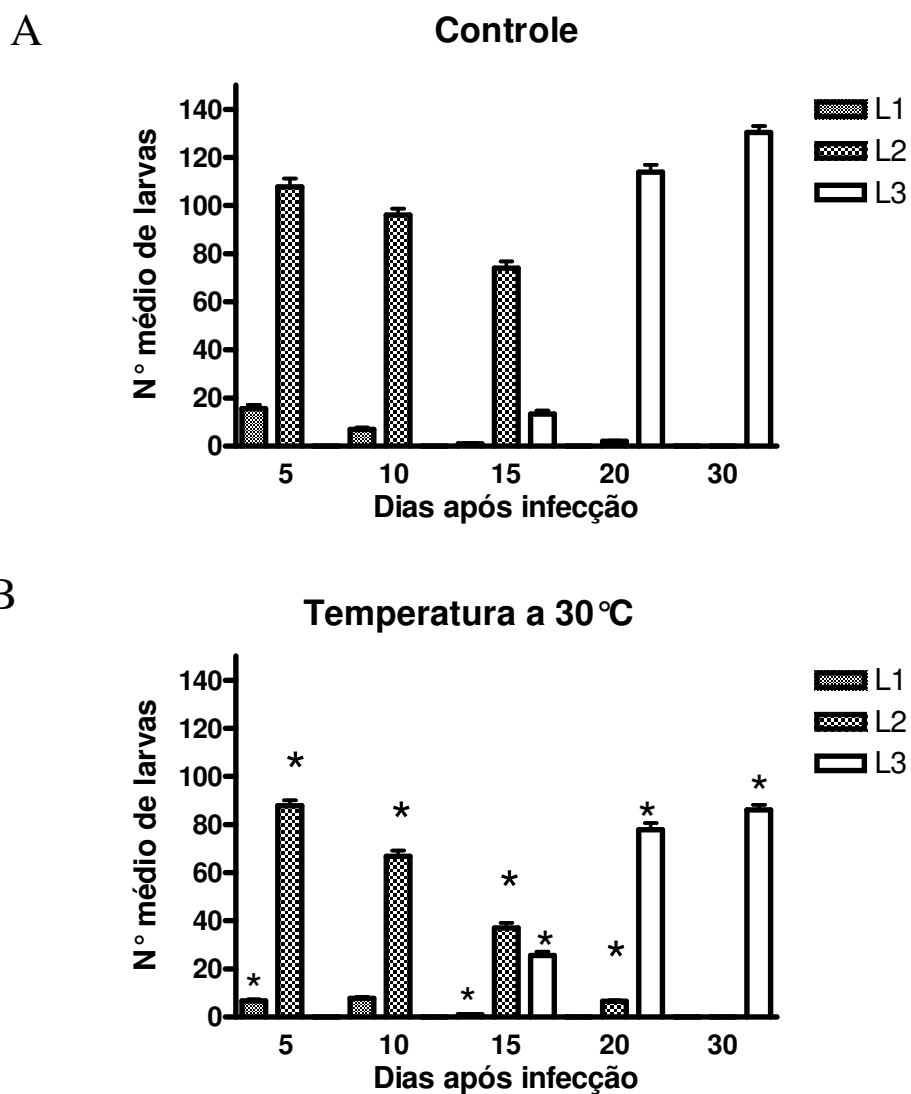 A
Controle
N° médio de larvas
140
120
100
80
60
40
20
0
5 10 15 20 30
Dias após infecção
L1
L2
L3
B
Temperatura a 30°C
N° médio de larvas
140
120
100
80
60
40
20
0
* * * * * * * * *
5 10 15 20 30
Dias após infecção
L1
L2
L3